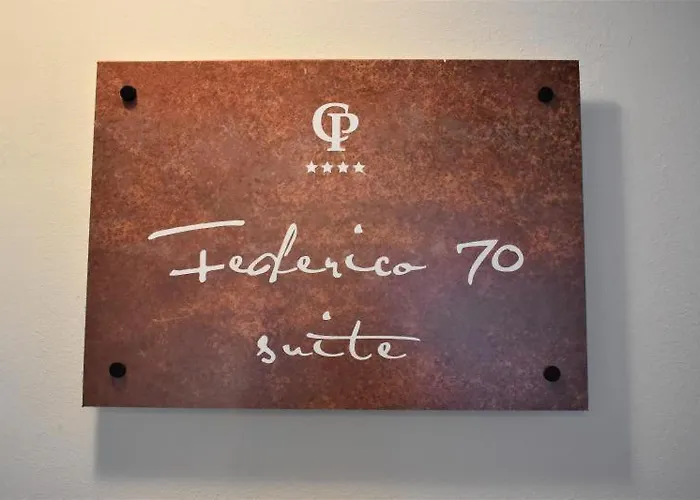 CP
★★★★
Federico 70
suite